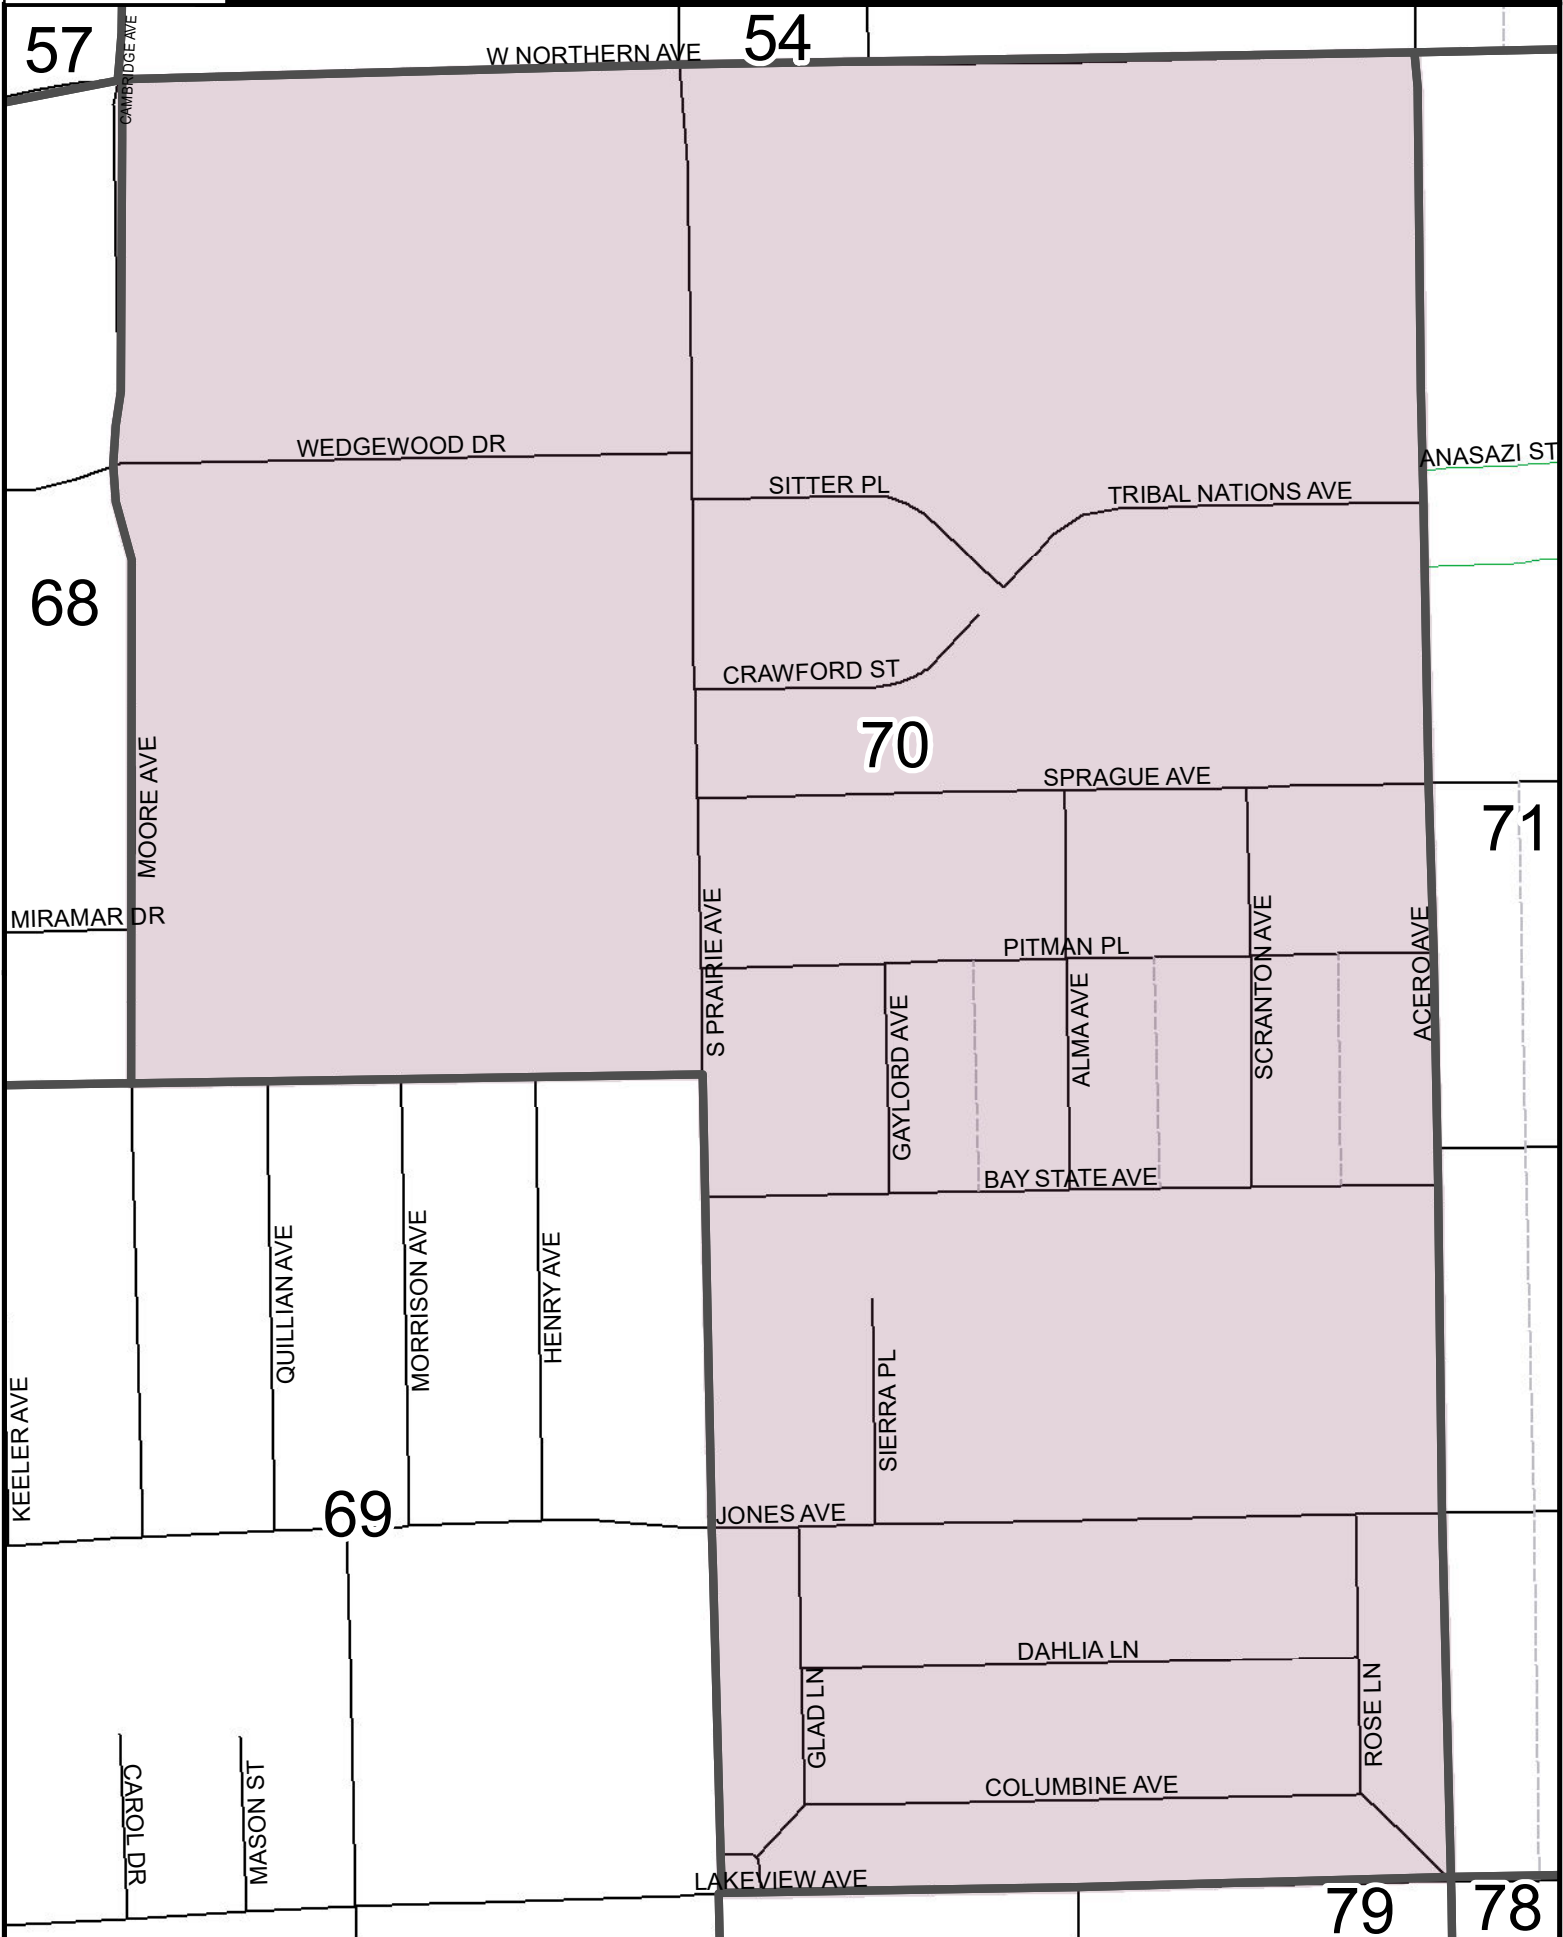 57
CAMBRIDGE AVE
W NORTHERN AVE
54
WEDGEWOOD DR
ANASAZI ST
SITTER PL
TRIBAL NATIONS AVE
68
CRAWFORD ST
70
MOORE AVE
SPRAGUE AVE
71
MIRAMAR DR
S PRAIRIE AVE
PITMAN PL
SCRANTON AVE
ACERO AVE
GAYLORD AVE
ALMA AVE
BAY STATE AVE
QUILLIAN AVE
MORRISON AVE
HENRY AVE
KEELER AVE
SIERRA PL
69
JONES AVE
DAHLIA LN
GLAD LN
ROSE LN
CAROL DR
MASON ST
COLUMBINE AVE
LAKEVIEW AVE
79
78